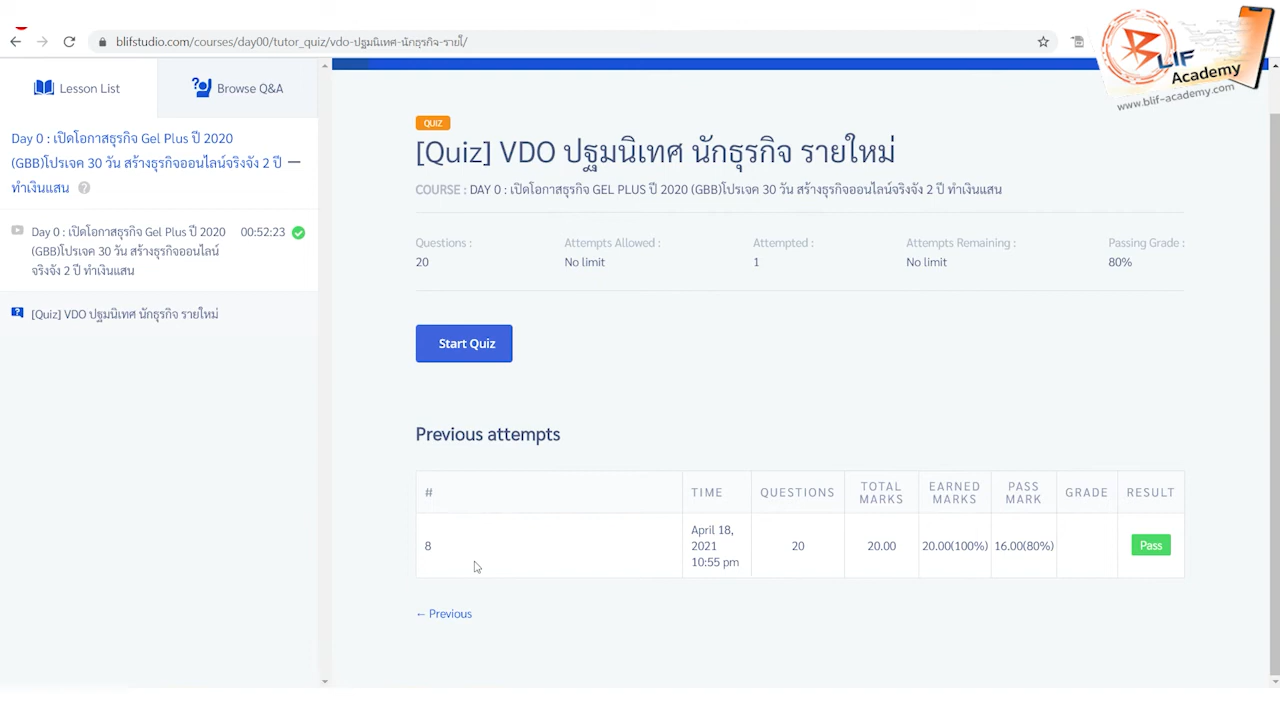 blifstudio.com/courses/day00/tutor_quiz/vdo-ปฐมนิเทศ-นักธุรกิจ-รายใ/
BLIF
Academy
www.blif-academy.com
Lesson List
Browse Q&A
Day 0 : เปิดโอกาสธุรกิจ Gel Plus ปี 2020
(GBB)โปรเจค 30 วัน สร้างธุรกิจออนไลน์จริงจัง 2 ปี
ทำเงินแสน
Day 0 : เปิดโอกาสธุรกิจ Gel Plus ปี 2020 00:52:23
(GBB)โปรเจค 30 วัน สร้างธุรกิจออนไลน์
จริงจัง 2 ปี ทำเงินแสน
[Quiz] VDO ปฐมนิเทศ นักธุรกิจ รายใหม่
QUIZ
[Quiz] VDO ปฐมนิเทศ นักธุรกิจ รายใหม่
COURSE : DAY 0 : เปิดโอกาสธุรกิจ GEL PLUS ปี 2020 (GBB)โปรเจค 30 วัน สร้างธุรกิจออนไลน์จริงจัง 2 ปี ทำเงินแสน
Questions : Attempts Allowed : Attempted : Attempts Remaining : Passing Grade :
20 No limit 1 No limit 80%
Start Quiz
Previous attempts
# TIME QUESTIONS TOTAL MARKS EARNED MARKS PASS MARK GRADE RESULT
8 April 18, 2021 10:55 pm 20 20.00 20.00(100%) 16.00(80%) Pass
← Previous